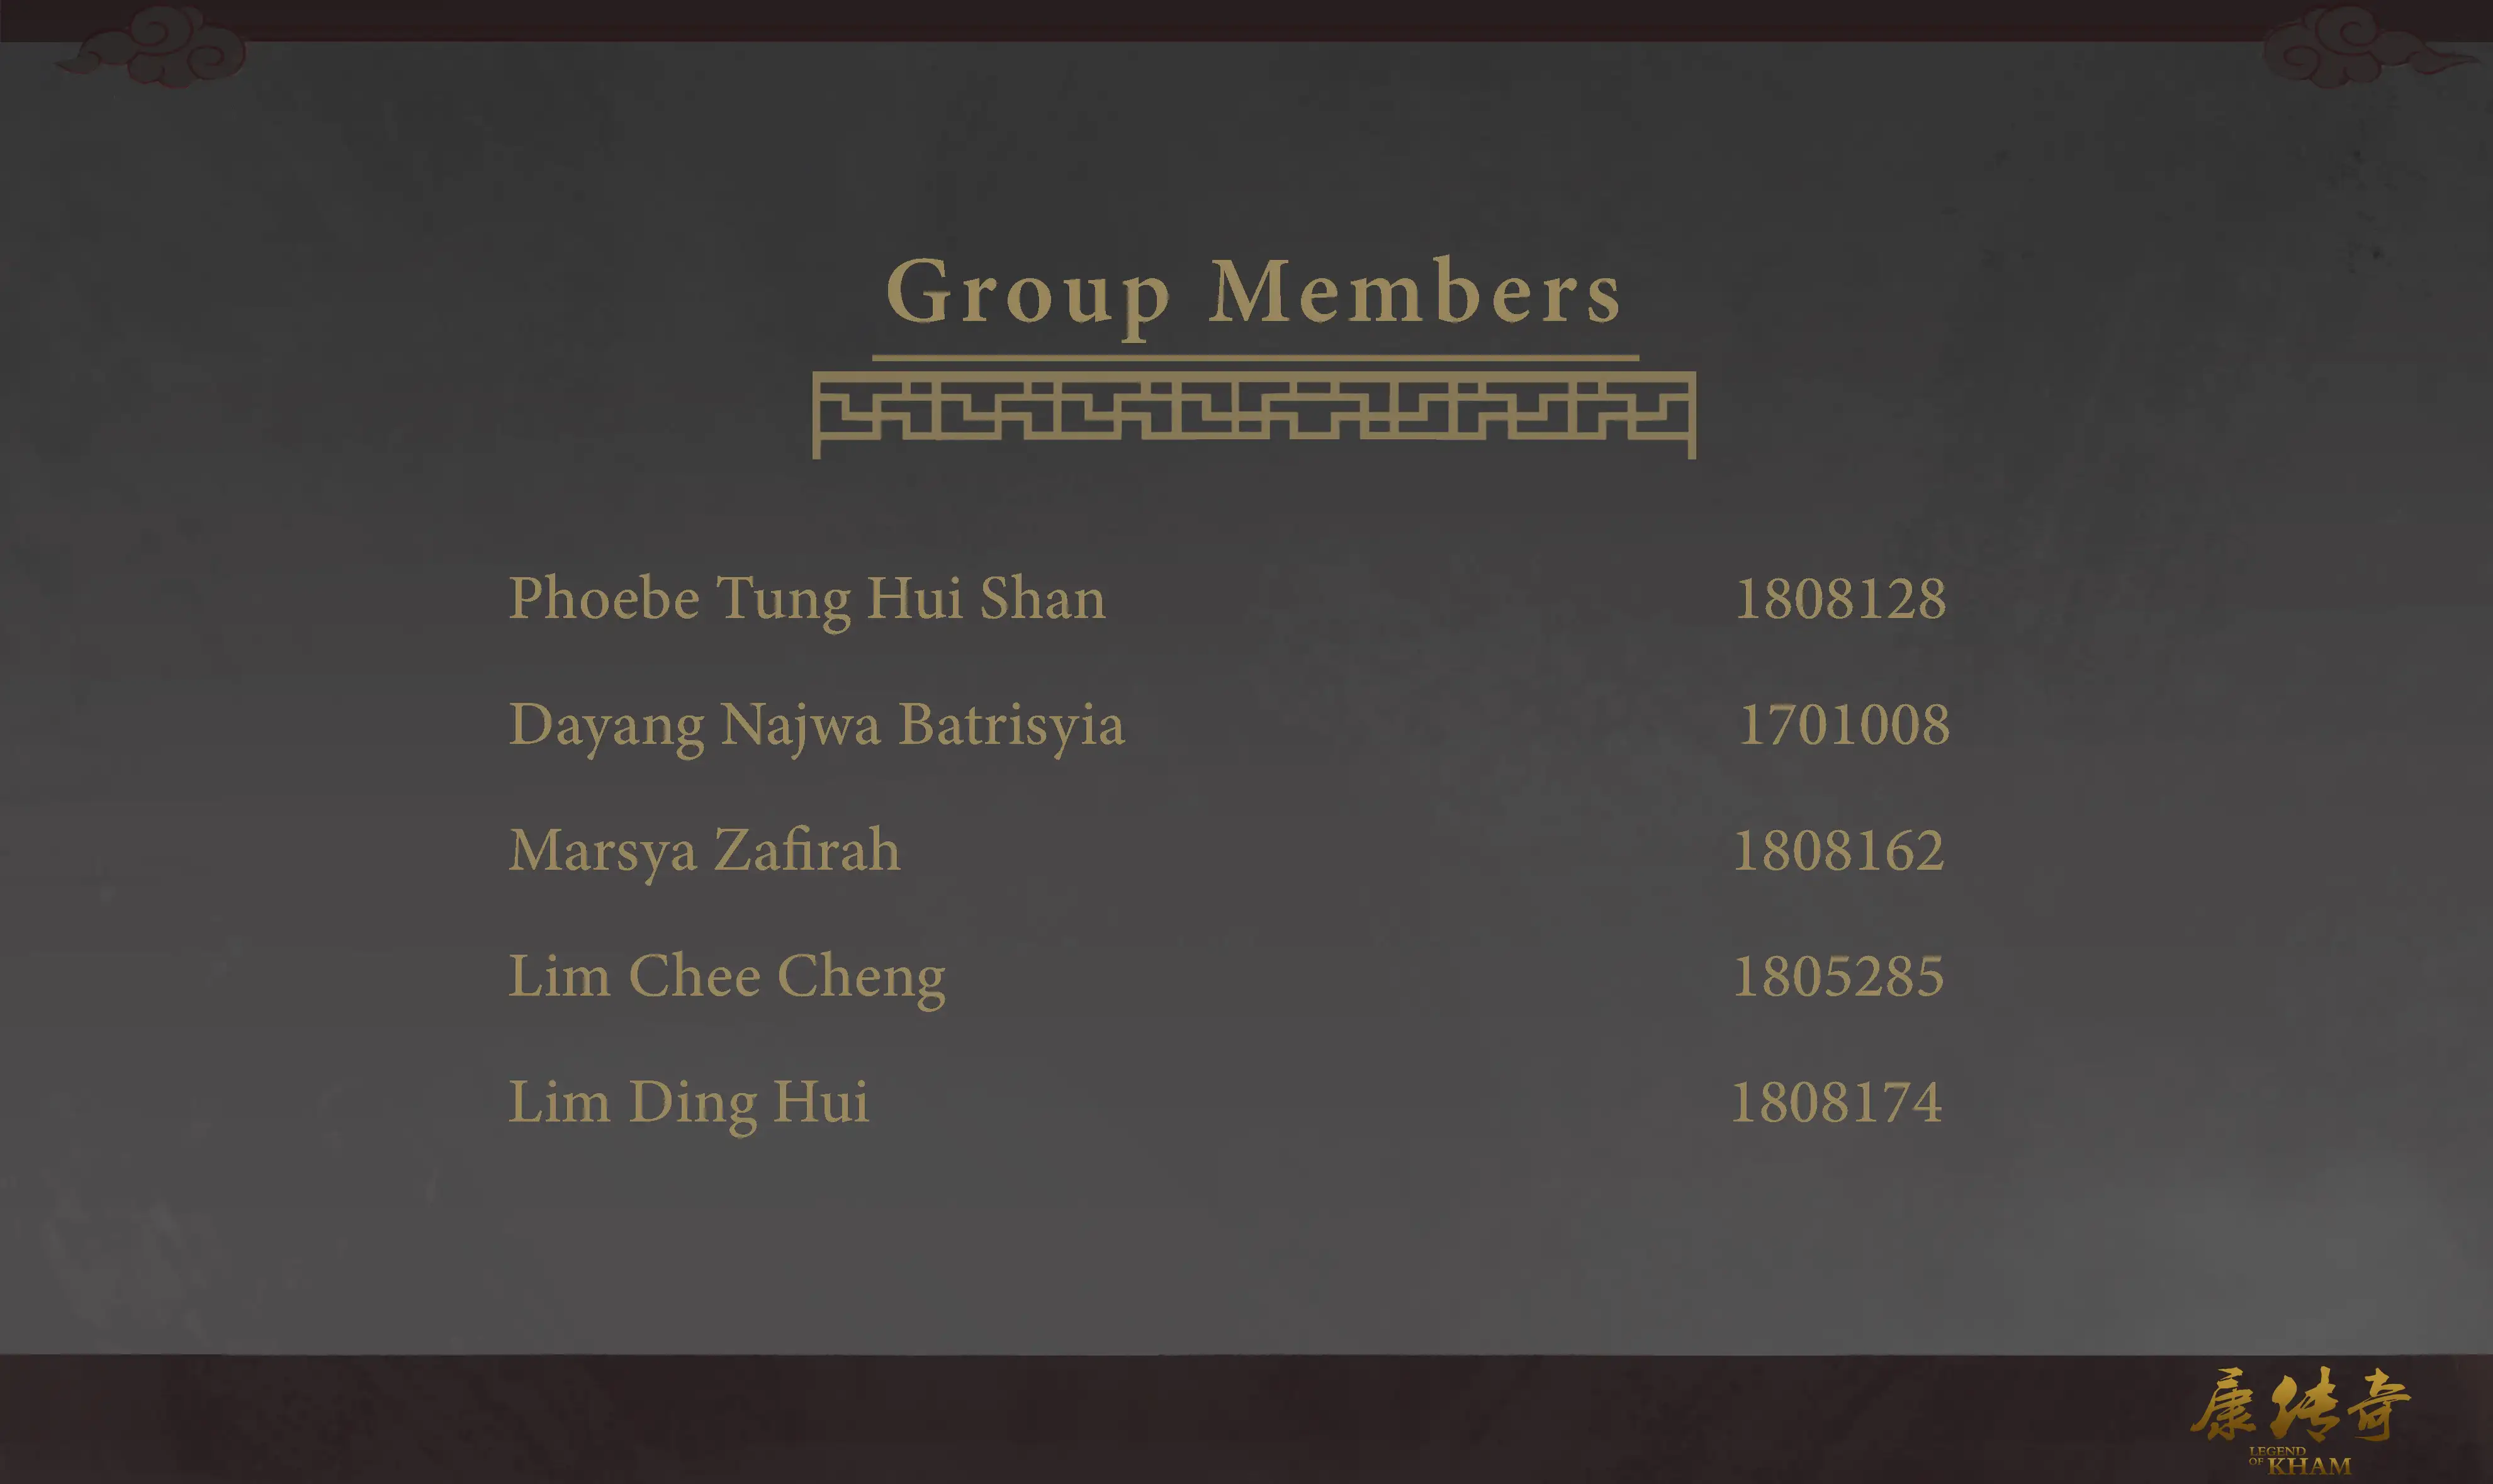 Group Members
Phoebe Tung Hui Shan 1808128
Dayang Najwa Batrisyia 1701008
Marsya Zafirah 1808162
Lim Chee Cheng 1805285
Lim Ding Hui 1808174
康传奇
LEGEND
OF KHAM